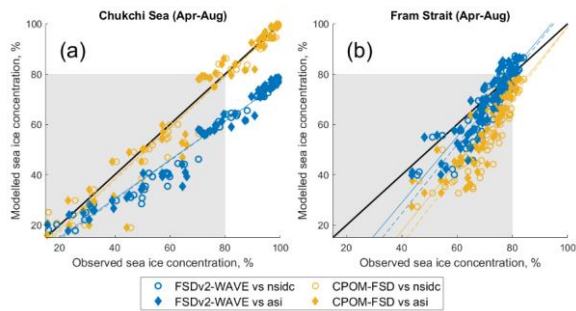 Chukchi Sea (Apr-Aug)
Fram Strait (Apr-Aug)
(a)
(b)
Modelled sea ice concentration, %
100
80
60
40
20
20
40
60
80
100
Observed sea ice concentration, %
Modelled sea ice concentration, %
100
80
60
40
20
20
40
60
80
100
Observed sea ice concentration, %
FSDv2-WAVE vs nsidc
CPOM-FSD vs nsidc
FSDv2-WAVE vs asi
CPOM-FSD vs asi